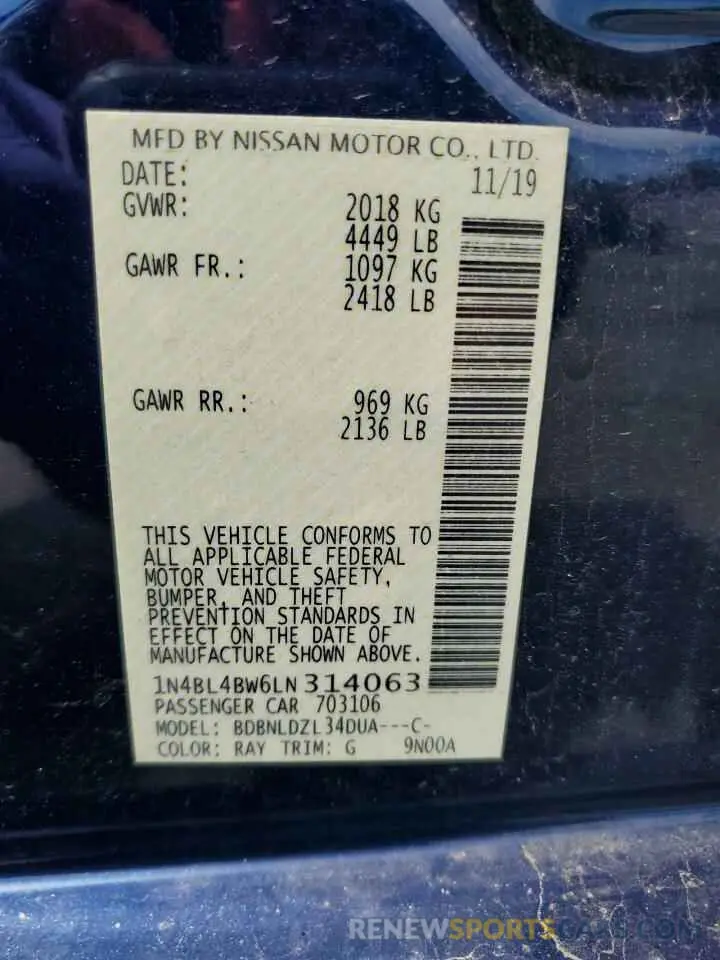 MFD BY NISSAN MOTOR CO., LTD.
DATE: 11/19
GVWR: 2018 KG
4449 LB
GAWR FR.: 1097 KG
2418 LB
GAWR RR.: 969 KG
2136 LB
THIS VEHICLE CONFORMS TO
ALL APPLICABLE FEDERAL
MOTOR VEHICLE SAFETY,
BUMPER, AND THEFT
PREVENTION STANDARDS IN
EFFECT ON THE DATE OF
MANUFACTURE SHOWN ABOVE.
1N4BL4BW6LN314063
PASSENGER CAR 703106
MODEL: BDBNLDZL34DUA---C-
COLOR: RAY TRIM: G 9N00A
RENEWSPORTSCARS.COM